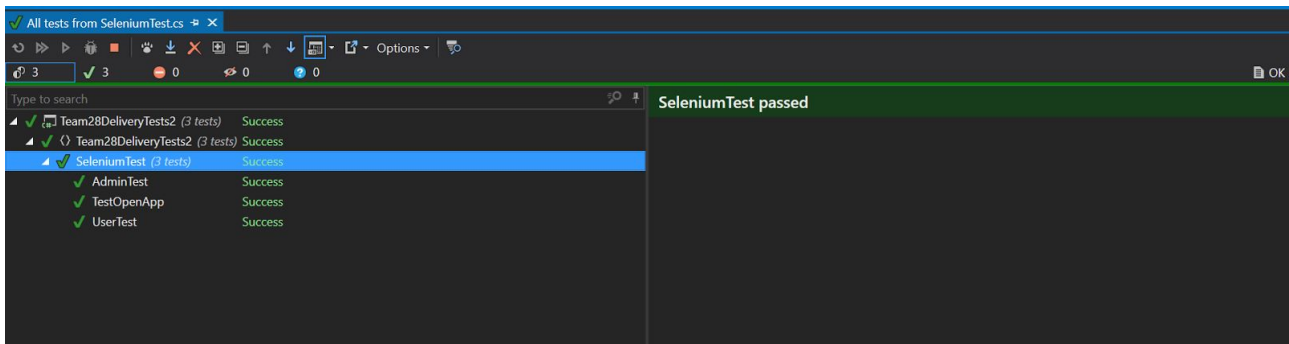 All tests from SeleniumTest.cs
Options
3 3 0 0 0 OK
Type to search
SeleniumTest passed
Team28DeliveryTests2 (3 tests) Success
Team28DeliveryTests2 (3 tests) Success
SeleniumTest (3 tests) Success
AdminTest Success
TestOpenApp Success
UserTest Success